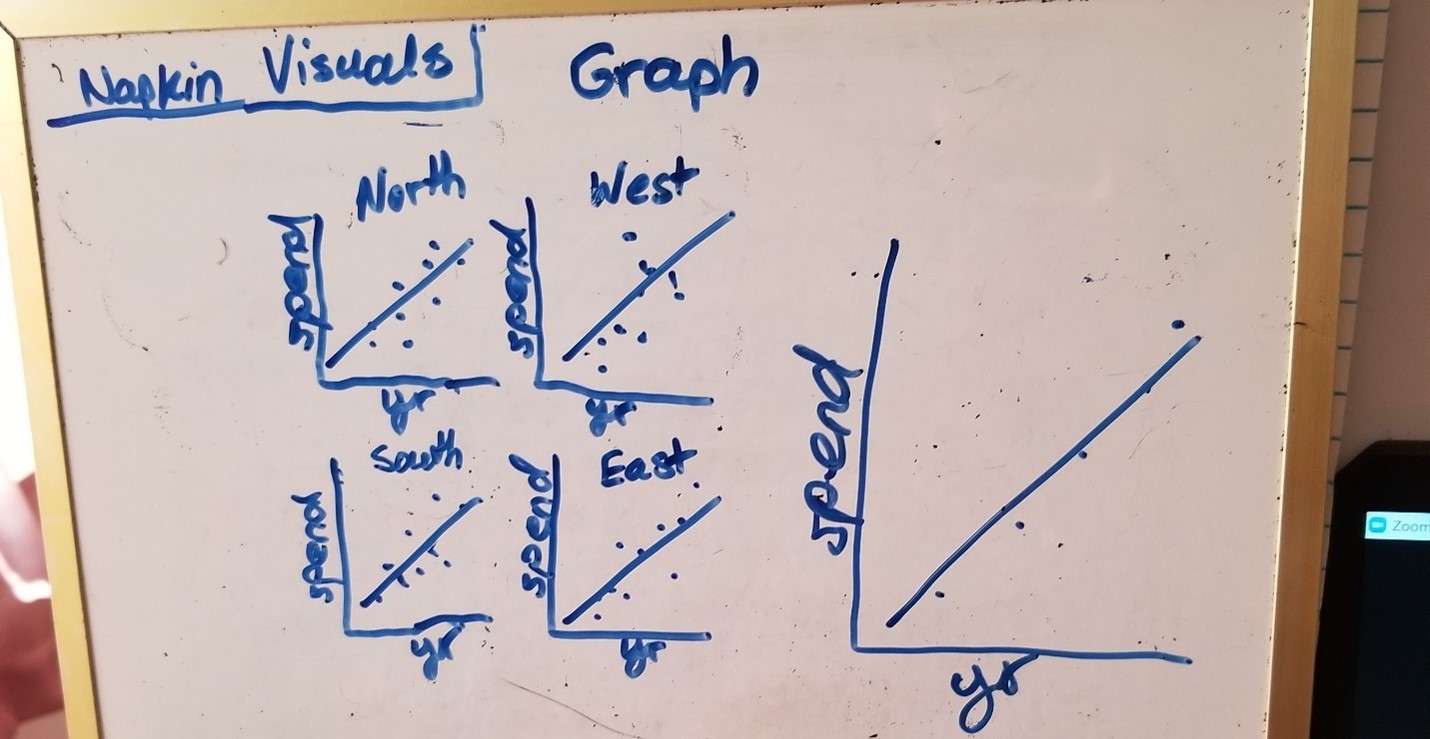 Napkin Visuals
Graph
North
spend
yr
West
spend
yr
South
spend
yr
East
spend
yr
spend
yr
Zoom